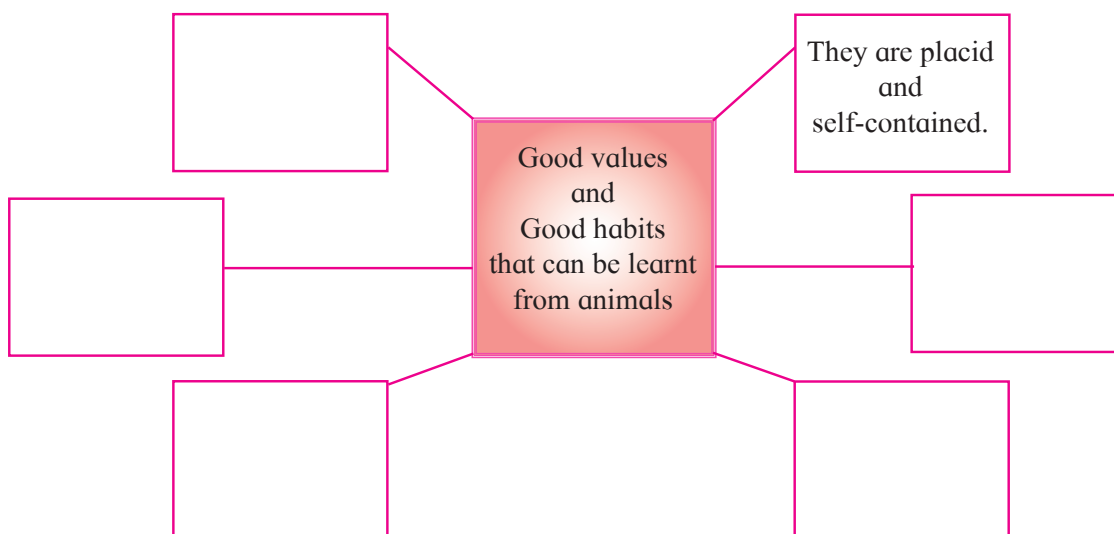 They are placid
and
self-contained.
Good values
and
Good habits
that can be learnt
from animals